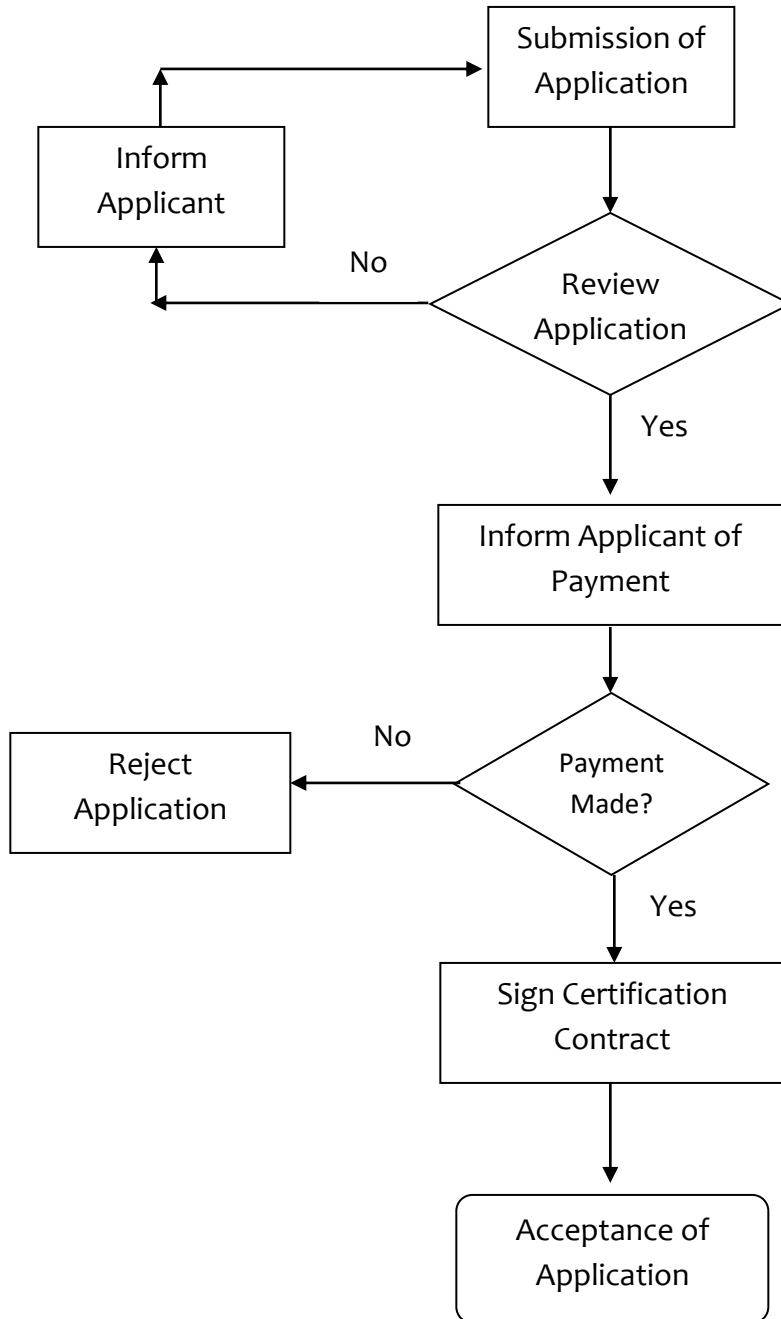 Submission of
Application
Inform
Applicant
No
Review
Application
Yes
Inform Applicant of
Payment
No
Reject
Application
Payment
Made?
Yes
Sign Certification
Contract
Acceptance of
Application